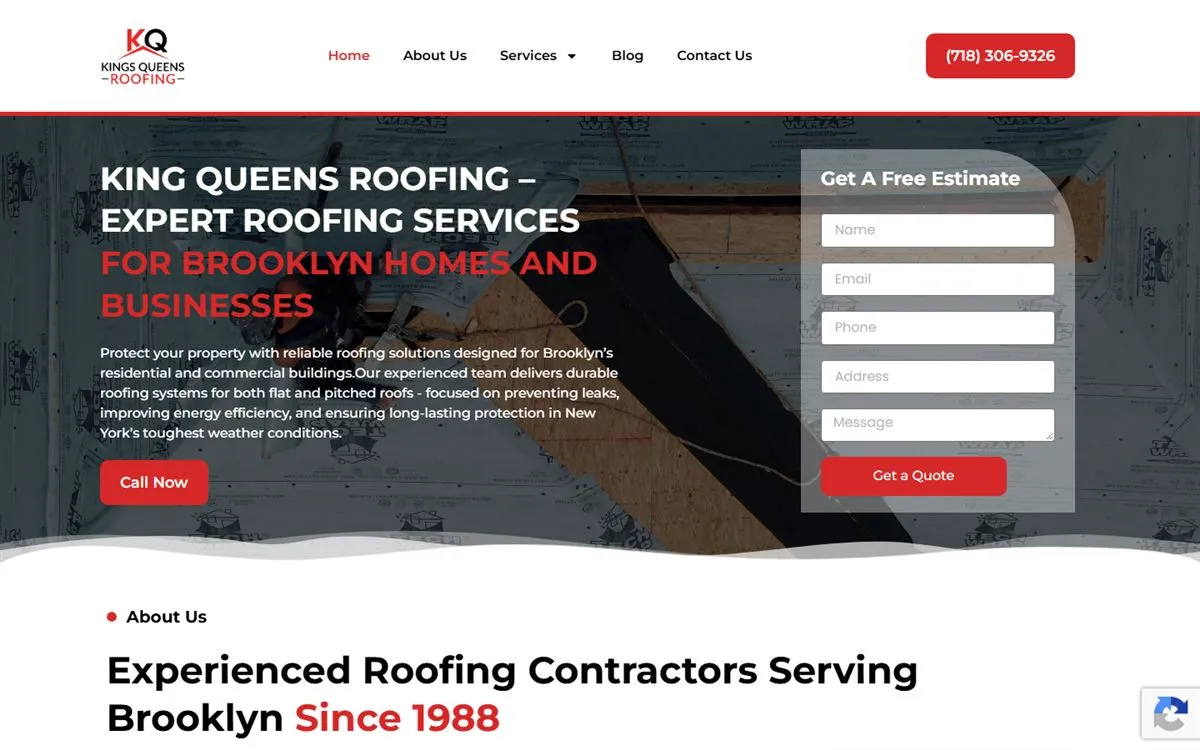 KQ
KINGS QUEENS
ROOFING
Home
About Us
Services
Blog
Contact Us
(718) 306-9326
KING QUEENS ROOFING –
EXPERT ROOFING SERVICES
FOR BROOKLYN HOMES AND
BUSINESSES
Protect your property with reliable roofing solutions designed for Brooklyn’s
residential and commercial buildings.Our experienced team delivers durable
roofing systems for both flat and pitched roofs - focused on preventing leaks,
improving energy efficiency, and ensuring long-lasting protection in New
York’s toughest weather conditions.
Call Now
Get A Free Estimate
Name
Email
Phone
Address
Message
Get a Quote
About Us
Experienced Roofing Contractors Serving
Brooklyn Since 1988